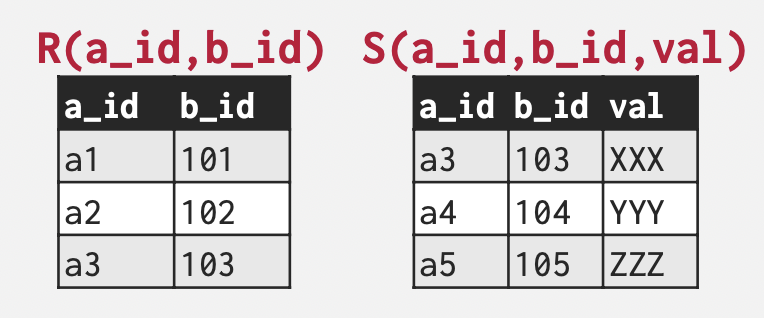 R(a_id,b_id) S(a_id,b_id,val)
a_id b_id a_id b_id val
a1 101 a3 103 XXX
a2 102 a4 104 YYY
a3 103 a5 105 ZZZ